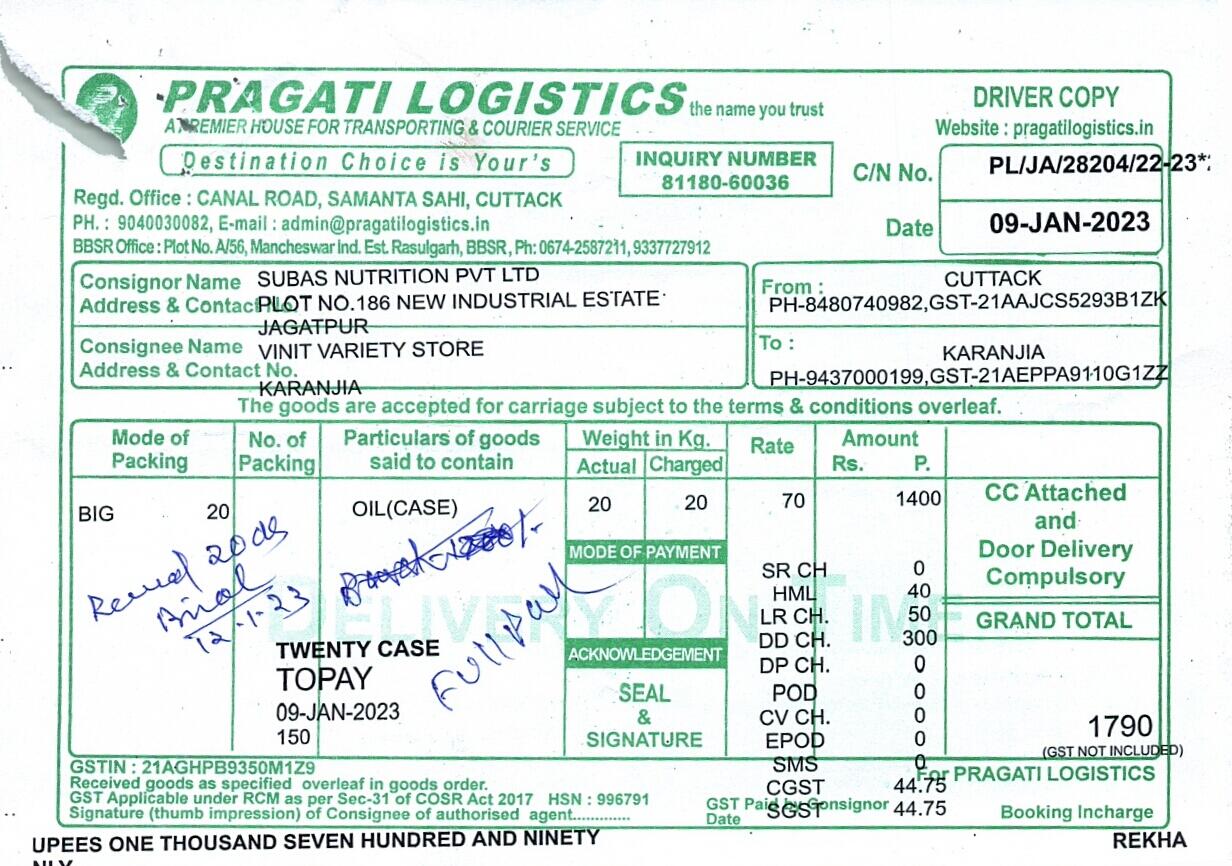 PRAGATI LOGISTICS the name you trust
A PREMIER HOUSE FOR TRANSPORTING & COURIER SERVICE
Destination Choice is Your's
INQUIRY NUMBER
81180-60036
DRIVER COPY
Website : pragatilogistics.in
C/N No. PL/JA/28204/22-23*
Date 09-JAN-2023
Regd. Office : CANAL ROAD, SAMANTA SAHI, CUTTACK
PH. : 9040030082, E-mail : admin@pragatilogistics.in
BBSR Office : Plot No. A/56, Mancheswar Ind. Est. Rasulgarh, BBSR, Ph: 0674-2587211, 9337727912
Consignor Name SUBAS NUTRITION PVT LTD
Address & Contact No. PLOT NO.186 NEW INDUSTRIAL ESTATE
JAGATPUR
Consignee Name VINIT VARIETY STORE
Address & Contact No.
KARANJIA
From : CUTTACK
PH-8480740982,GST-21AAJCS5293B1ZK
To : KARANJIA
PH-9437000199,GST-21AEPPA9110G1ZZ
The goods are accepted for carriage subject to the terms & conditions overleaf.
Mode of Packing
No. of Packing
Particulars of goods said to contain
Weight in Kg.
Actual Charged
Rate
Amount
Rs. P.
BIG 20 OIL(CASE) 20 20 70 1400
CC Attached
and
Door Delivery
Compulsory
GRAND TOTAL
1790
(GST NOT INCLUDED)
MODE OF PAYMENT
ACKNOWLEDGEMENT
SEAL
&
SIGNATURE
SR CH 0
HML 40
LR CH. 50
DD CH. 300
DP CH. 0
POD 0
CV CH. 0
EPOD 0
SMS 0
CGST 44.75
SGST 44.75
DELIVERY ON TIME
12-1-23
Full
TWENTY CASE
TOPAY
09-JAN-2023
150
GSTIN : 21AGHPB9350M1Z9
Received goods as specified overleaf in goods order.
GST Applicable under RCM as per Sec-31 of COSR Act 2017 HSN : 996791
Signature (thumb impression) of Consignee of authorised agent.............
GST Paid by Consignor
Date
For PRAGATI LOGISTICS
Booking Incharge
REKHA
UPEES ONE THOUSAND SEVEN HUNDRED AND NINETY
NLY